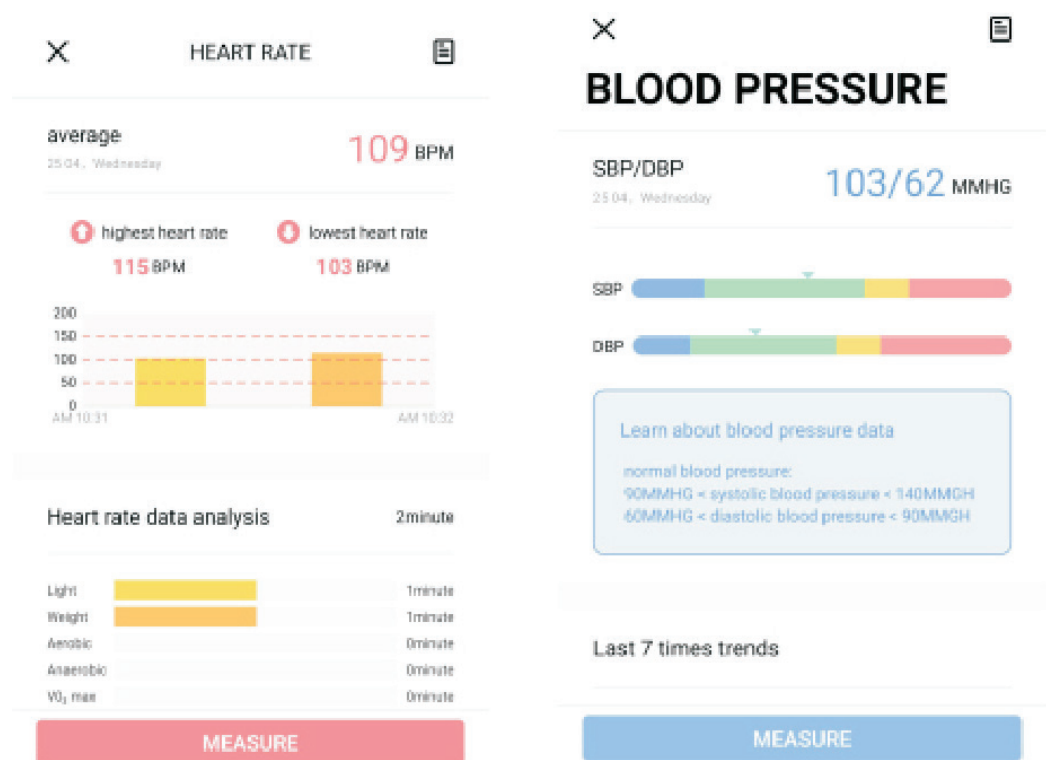 HEART RATE
average
109 BPM
25 04, Wednesday
highest heart rate
115 BPM
lowest heart rate
103 BPM
200
150
100
50
0
AM 10:31
AM 10:32
Heart rate data analysis
2minute
Light
1minute
Weight
1minute
Aerobic
0minute
Anaerobic
0minute
VO₂ max
0minute
MEASURE
BLOOD PRESSURE
SBP/DBP
103/62 MMHG
25 04, Wednesday
SBP
DBP
Learn about blood pressure data
normal blood pressure:
90MMHG < systolic blood pressure < 140MMGH
60MMHG < diastolic blood pressure < 90MMGH
Last 7 times trends
MEASURE